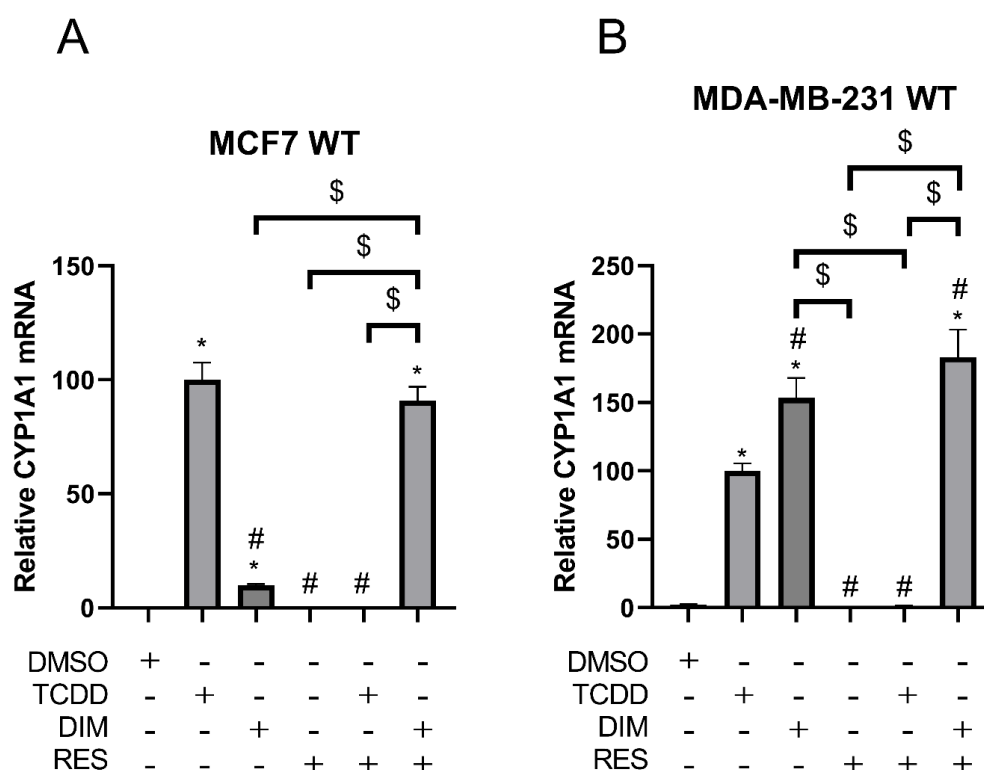 A
MCF7 WT
$
$
$
Relative CYP1A1 mRNA
150
100
50
0
*
#
*
#
#
*
DMSO + - - - - -
TCDD - + - - + -
DIM - - + - - +
RES - - - + + +
B
MDA-MB-231 WT
$
$
$
$
Relative CYP1A1 mRNA
250
200
150
100
50
0
*
#
*
#
#
#
*
DMSO + - - - - -
TCDD - + - - + -
DIM - - + - - +
RES - - - + + +